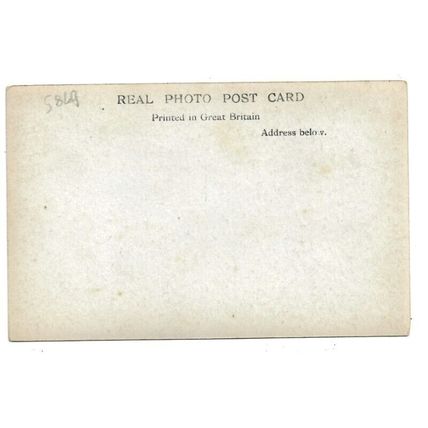 REAL PHOTO POST CARD
Printed in Great Britain
Address below.